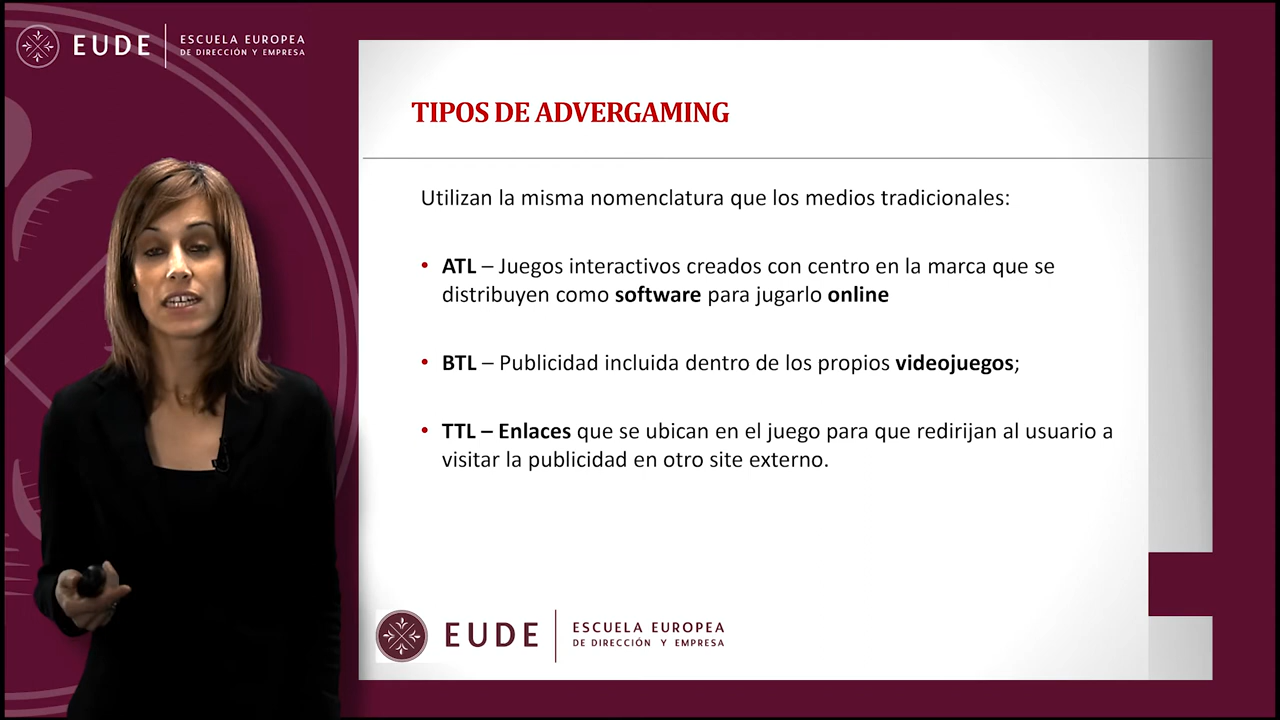 EUDE
ESCUELA EUROPEA
DE DIRECCIÓN Y EMPRESA
TIPOS DE ADVERGAMING
Utilizan la misma nomenclatura que los medios tradicionales:
• ATL – Juegos interactivos creados con centro en la marca que se
distribuyen como software para jugarlo online
• BTL – Publicidad incluida dentro de los propios videojuegos;
• TTL – Enlaces que se ubican en el juego para que redirijan al usuario a
visitar la publicidad en otro site externo.
EUDE
ESCUELA EUROPEA
DE DIRECCIÓN Y EMPRESA